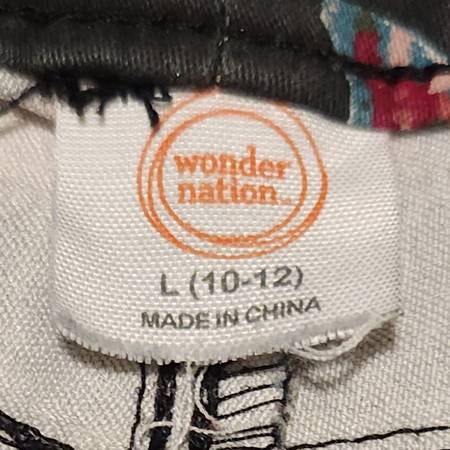 wonder
nation
L (10-12)
MADE IN CHINA